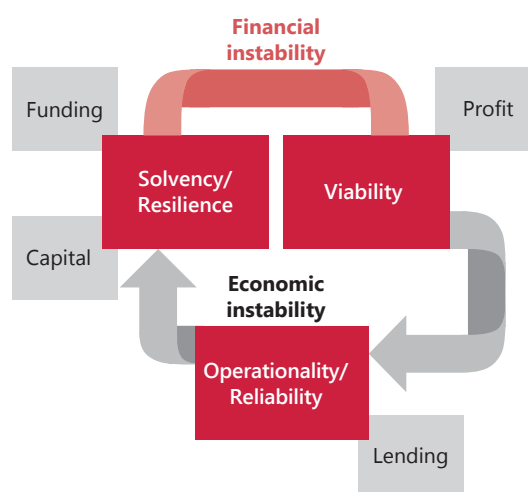 Financial
instability
Funding
Profit
Solvency/
Resilience
Viability
Capital
Economic
instability
Operationality/
Reliability
Lending